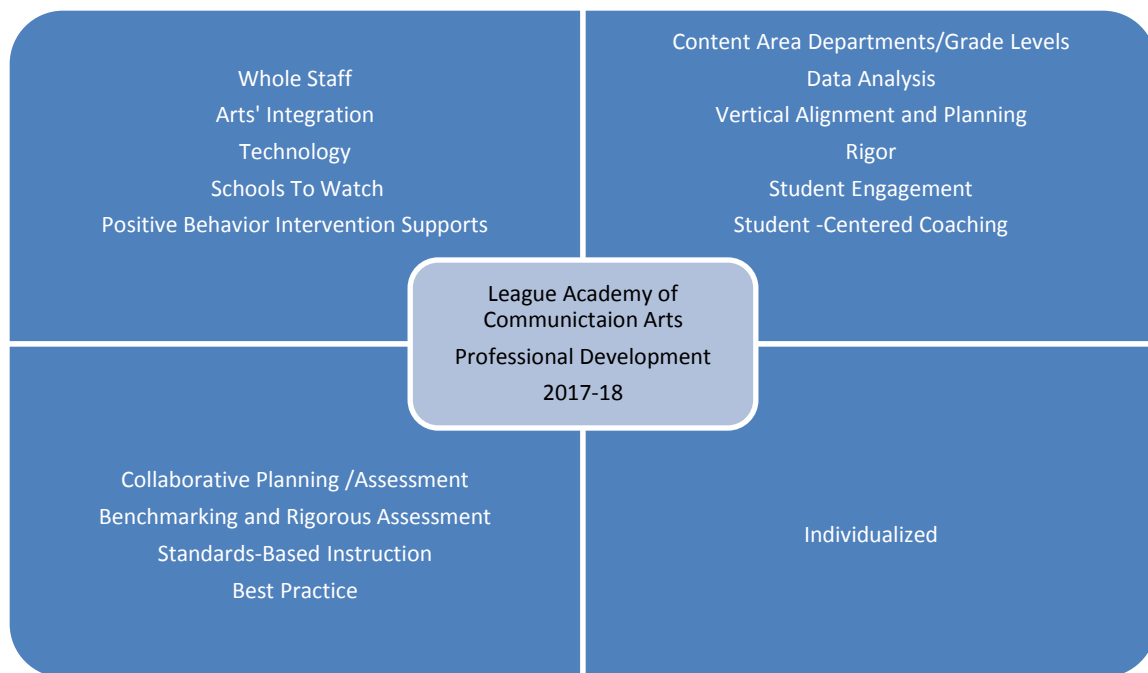 Whole Staff
Arts' Integration
Technology
Schools To Watch
Positive Behavior Intervention Supports
Content Area Departments/Grade Levels
Data Analysis
Vertical Alignment and Planning
Rigor
Student Engagement
Student -Centered Coaching
League Academy of
Communictaion Arts
Professional Development
2017-18
Collaborative Planning /Assessment
Benchmarking and Rigorous Assessment
Standards-Based Instruction
Best Practice
Individualized